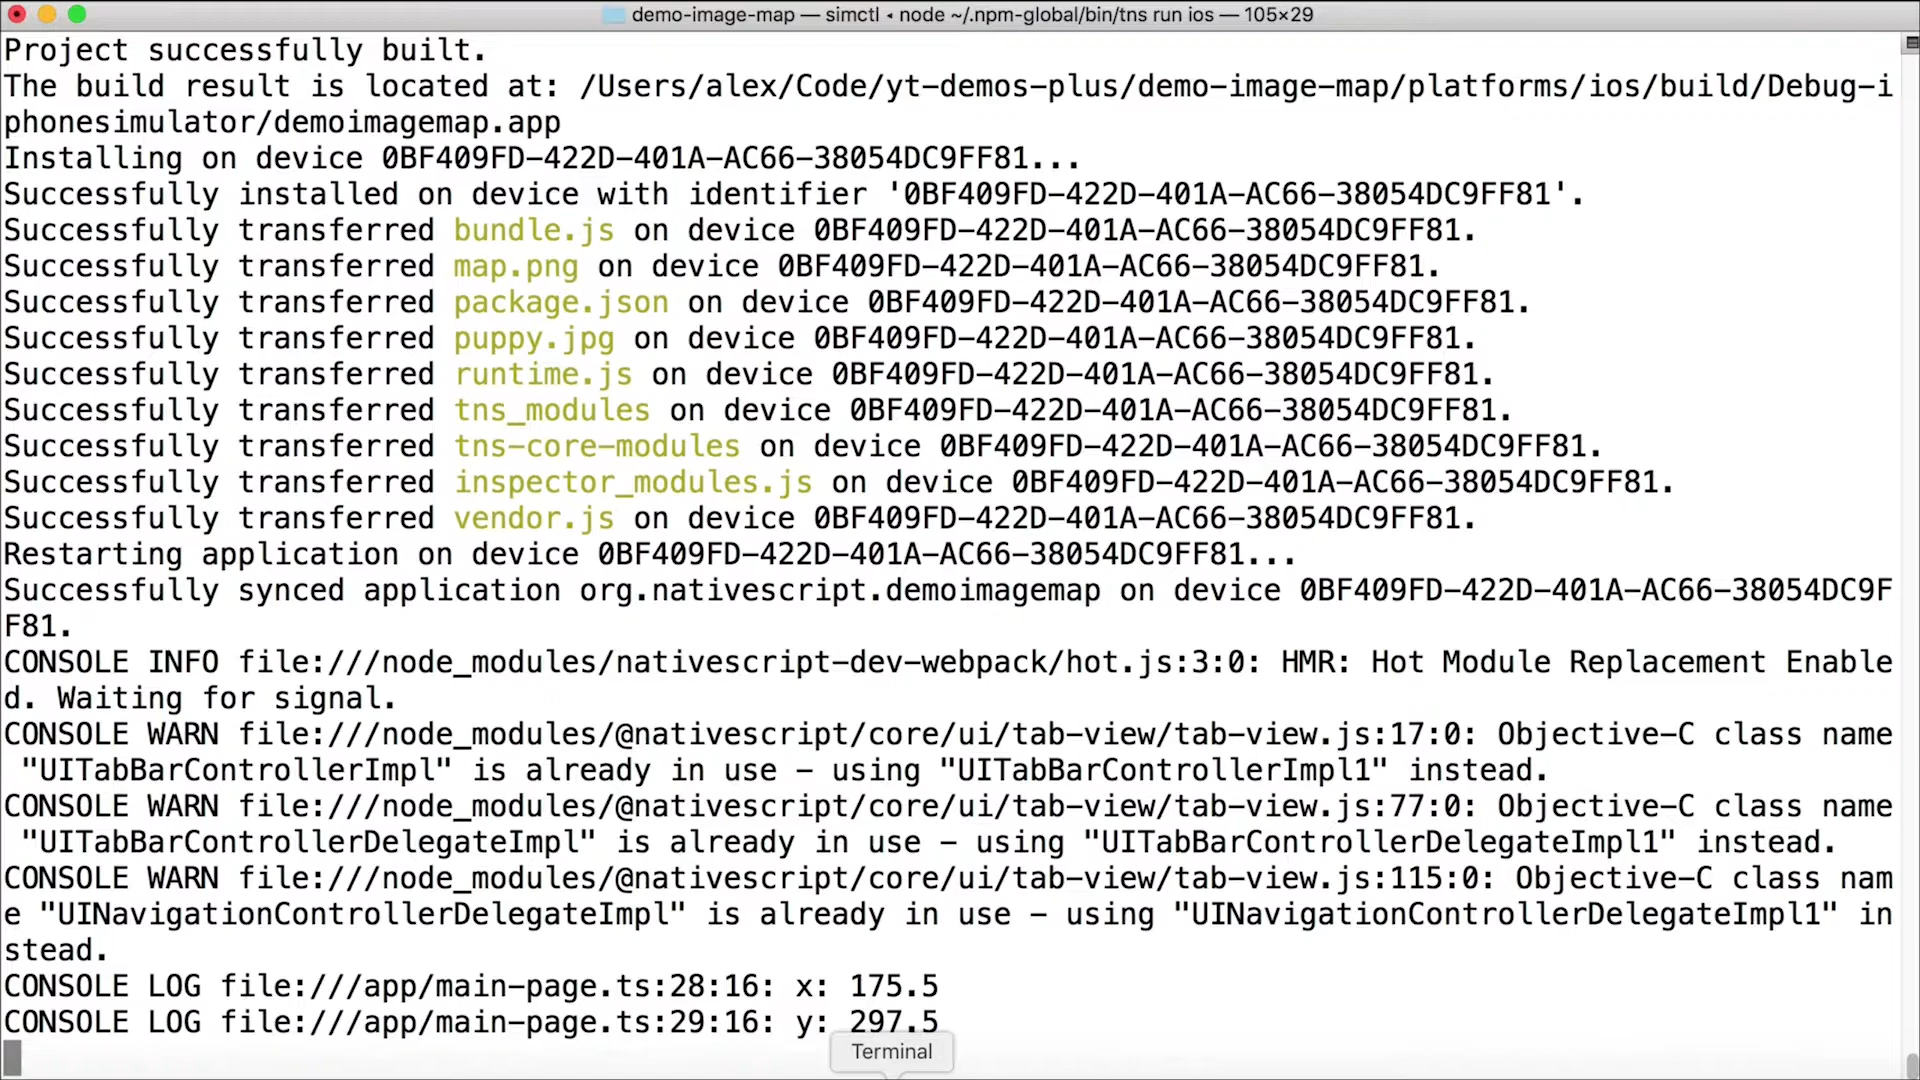 demo-image-map — simctl ◂ node ~/.npm-global/bin/tns run ios — 105×29
Project successfully built.
The build result is located at: /Users/alex/Code/yt-demos-plus/demo-image-map/platforms/ios/build/Debug-i
phonesimulator/demoimagemap.app
Installing on device 0BF409FD-422D-401A-AC66-38054DC9FF81...
Successfully installed on device with identifier '0BF409FD-422D-401A-AC66-38054DC9FF81'.
Successfully transferred bundle.js on device 0BF409FD-422D-401A-AC66-38054DC9FF81.
Successfully transferred map.png on device 0BF409FD-422D-401A-AC66-38054DC9FF81.
Successfully transferred package.json on device 0BF409FD-422D-401A-AC66-38054DC9FF81.
Successfully transferred puppy.jpg on device 0BF409FD-422D-401A-AC66-38054DC9FF81.
Successfully transferred runtime.js on device 0BF409FD-422D-401A-AC66-38054DC9FF81.
Successfully transferred tns_modules on device 0BF409FD-422D-401A-AC66-38054DC9FF81.
Successfully transferred tns-core-modules on device 0BF409FD-422D-401A-AC66-38054DC9FF81.
Successfully transferred inspector_modules.js on device 0BF409FD-422D-401A-AC66-38054DC9FF81.
Successfully transferred vendor.js on device 0BF409FD-422D-401A-AC66-38054DC9FF81.
Restarting application on device 0BF409FD-422D-401A-AC66-38054DC9FF81...
Successfully synced application org.nativescript.demoimagemap on device 0BF409FD-422D-401A-AC66-38054DC9F
F81.
CONSOLE INFO file:///node_modules/nativescript-dev-webpack/hot.js:3:0: HMR: Hot Module Replacement Enable
d. Waiting for signal.
CONSOLE WARN file:///node_modules/@nativescript/core/ui/tab-view/tab-view.js:17:0: Objective-C class name
 "UITabBarControllerImpl" is already in use - using "UITabBarControllerImpl1" instead.
CONSOLE WARN file:///node_modules/@nativescript/core/ui/tab-view/tab-view.js:77:0: Objective-C class name
 "UITabBarControllerDelegateImpl" is already in use - using "UITabBarControllerDelegateImpl1" instead.
CONSOLE WARN file:///node_modules/@nativescript/core/ui/tab-view/tab-view.js:115:0: Objective-C class nam
e "UINavigationControllerDelegateImpl" is already in use - using "UINavigationControllerDelegateImpl1" in
stead.
CONSOLE LOG file:///app/main-page.ts:28:16: x: 175.5
CONSOLE LOG file:///app/main-page.ts:29:16: y: 297.5
Terminal